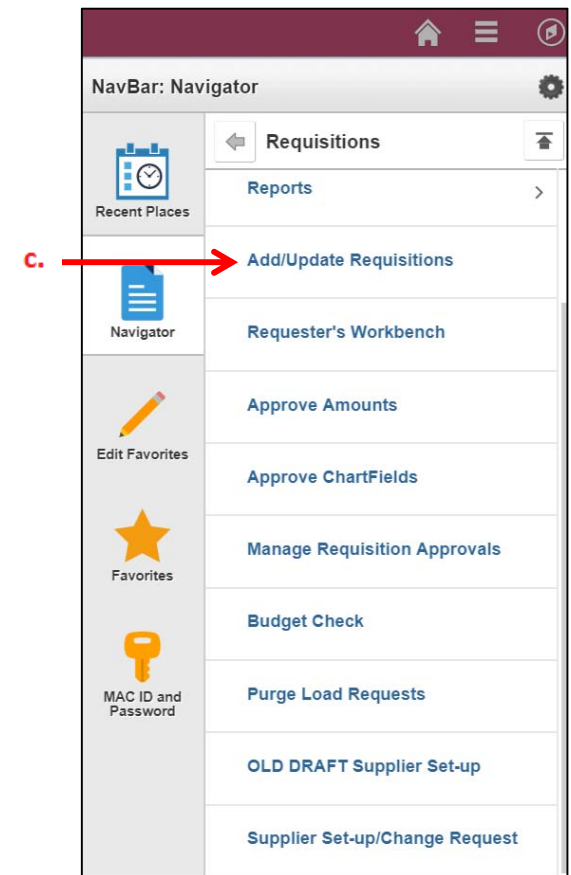 NavBar: Navigator
Requisitions
Recent Places
Reports
c.
Add/Update Requisitions
Navigator
Requester's Workbench
Approve Amounts
Edit Favorites
Approve ChartFields
Manage Requisition Approvals
Favorites
Budget Check
MAC ID and
Password
Purge Load Requests
OLD DRAFT Supplier Set-up
Supplier Set-up/Change Request